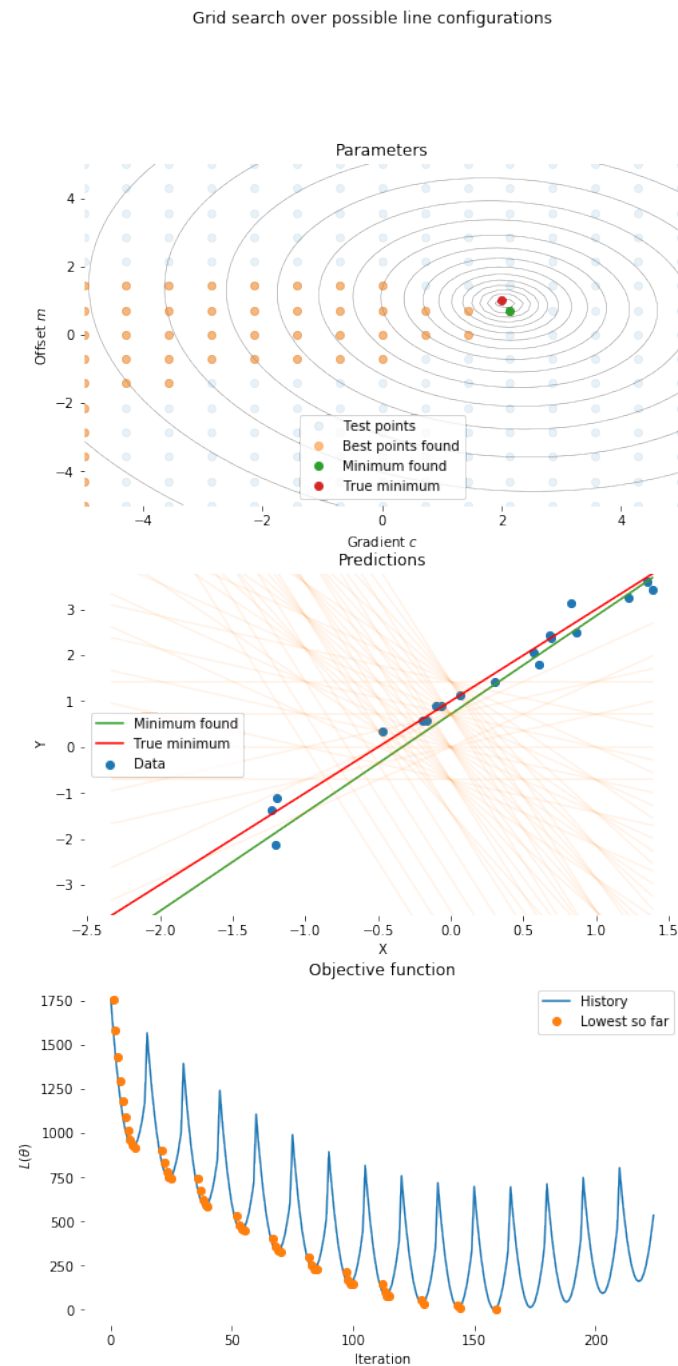 Grid search over possible line configurations
Parameters
4
2
0
−2
−4
Offset m
Test points
Best points found
Minimum found
True minimum
−4 −2 0 2 4
Gradient c
Predictions
3
2
1
0
−1
−2
−3
Y
Minimum found
True minimum
Data
−2.5 −2.0 −1.5 −1.0 −0.5 0.0 0.5 1.0 1.5
X
Objective function
1750
1500
1250
1000
750
500
250
0
L(θ)
History
Lowest so far
0 50 100 150 200
Iteration